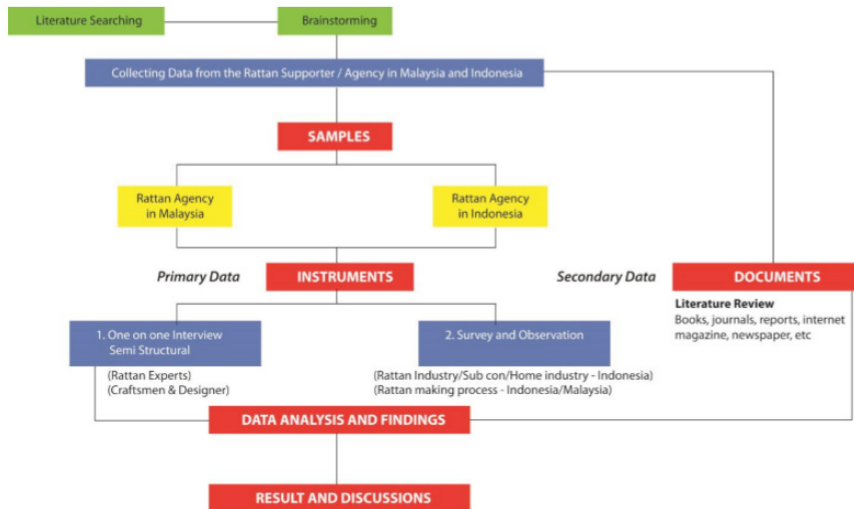 Literature Searching
Brainstorming
Collecting Data from the Rattan Supporter / Agency in Malaysia and Indonesia
SAMPLES
Rattan Agency
in Malaysia
Rattan Agency
in Indonesia
Primary Data
INSTRUMENTS
Secondary Data
DOCUMENTS
Literature Review
Books, journals, reports, internet
magazine, newspaper, etc
1. One on one Interview
Semi Structural
2. Survey and Observation
(Rattan Experts)
(Craftsmen & Designer)
(Rattan Industry/Sub con/Home industry - Indonesia)
(Rattan making process - Indonesia/Malaysia)
DATA ANALYSIS AND FINDINGS
RESULT AND DISCUSSIONS